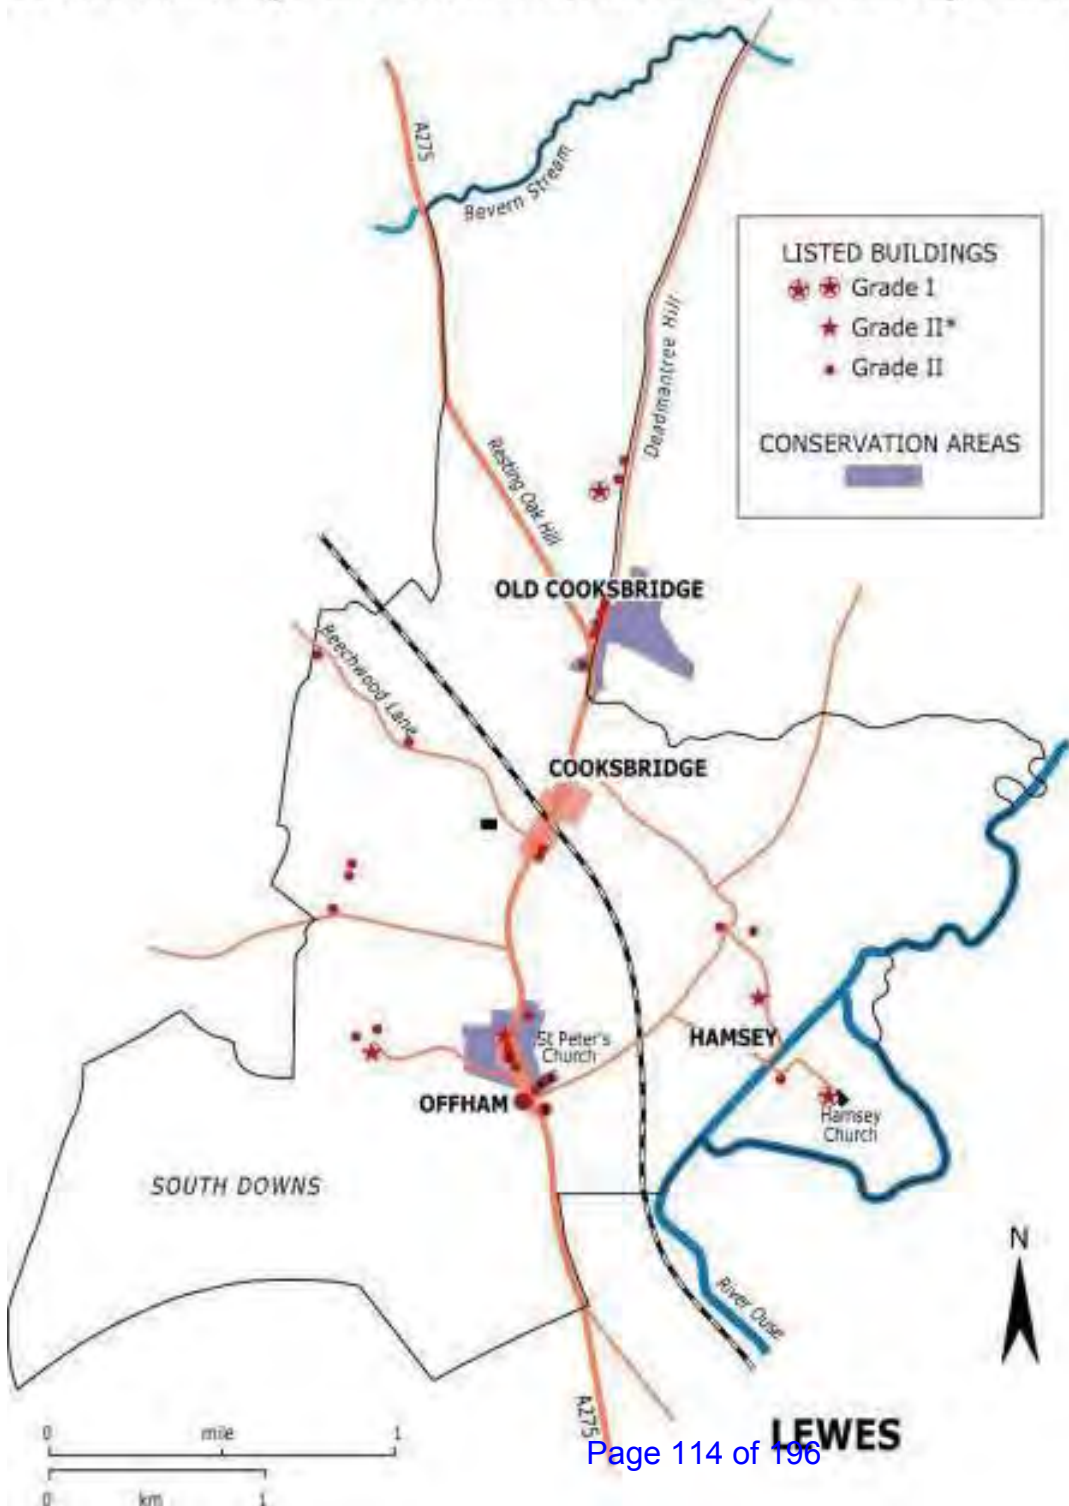 A275
Bevern Stream
LISTED BUILDINGS
Grade I
Grade II*
Grade II
CONSERVATION AREAS
Deadmantree Hill
Resting Oak Hill
OLD COOKSBRIDGE
Beechwood Lane
COOKSBRIDGE
St Peter's
Church
HAMSEY
OFFHAM
Hamsey
Church
SOUTH DOWNS
N
River Ouse
A275
LEWES
0 mile 1
Page 114 of 196
0 km 1